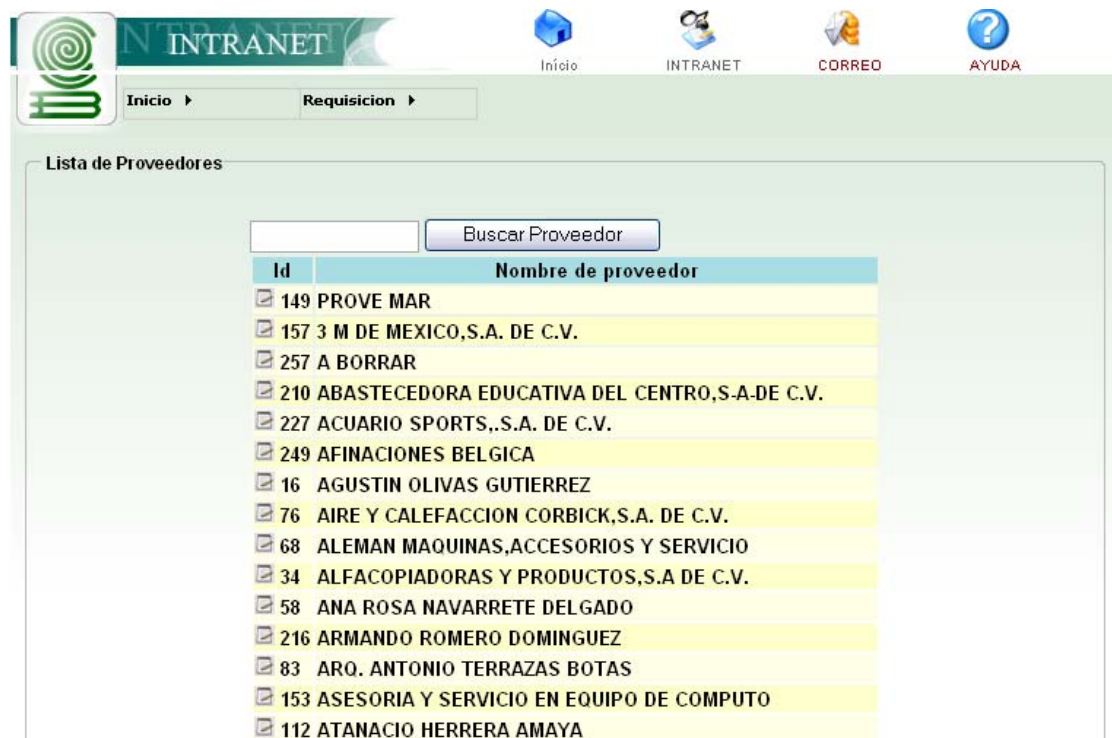 INTRANET
Início INTRANET CORREO AYUDA
Inicio Requisicion
Lista de Proveedores
Buscar Proveedor
Id Nombre de proveedor
149 PROVE MAR
157 3 M DE MEXICO,S.A. DE C.V.
257 A BORRAR
210 ABASTECEDORA EDUCATIVA DEL CENTRO,S-A-DE C.V.
227 ACUARIO SPORTS,.S.A. DE C.V.
249 AFINACIONES BELGICA
16 AGUSTIN OLIVAS GUTIERREZ
76 AIRE Y CALEFACCION CORBICK,S.A. DE C.V.
68 ALEMAN MAQUINAS,ACCESORIOS Y SERVICIO
34 ALFACOPIADORAS Y PRODUCTOS,S.A DE C.V.
58 ANA ROSA NAVARRETE DELGADO
216 ARMANDO ROMERO DOMINGUEZ
83 ARQ. ANTONIO TERRAZAS BOTAS
153 ASESORIA Y SERVICIO EN EQUIPO DE COMPUTO
112 ATANACIO HERRERA AMAYA